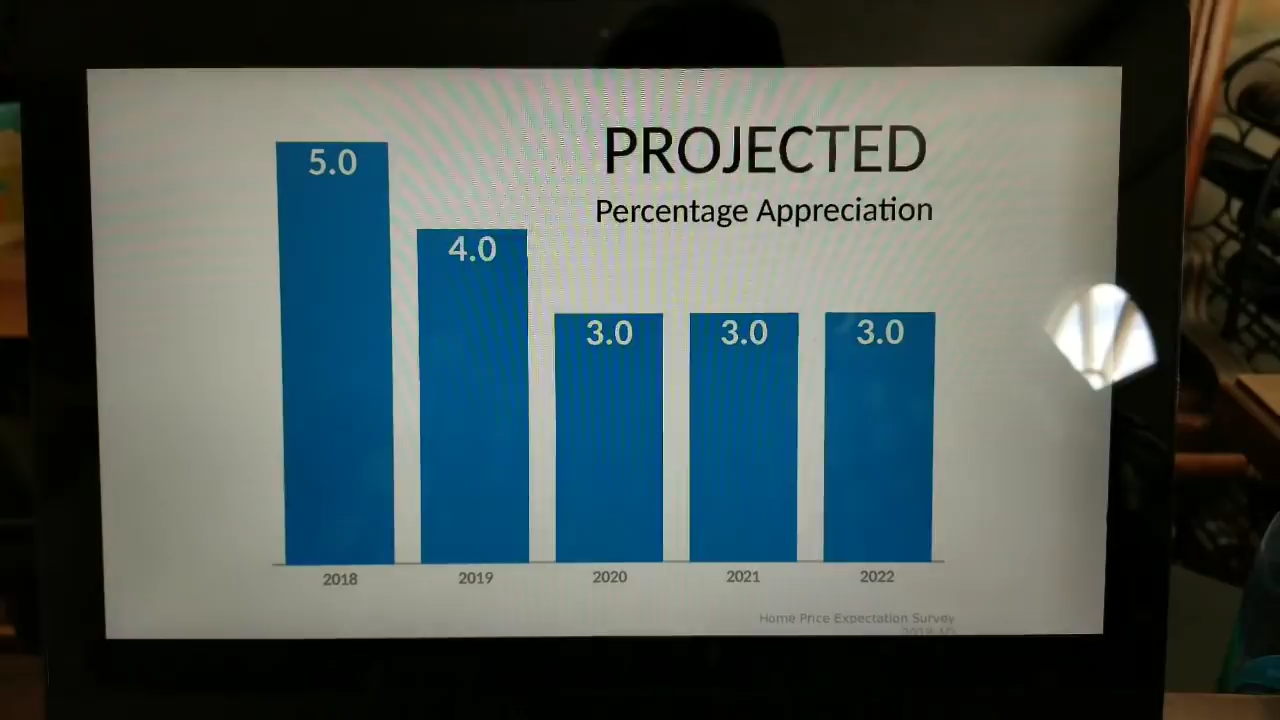 PROJECTED
Percentage Appreciation
5.0
4.0
3.0 3.0 3.0
2018 2019 2020 2021 2022
Home Price Expectation Survey